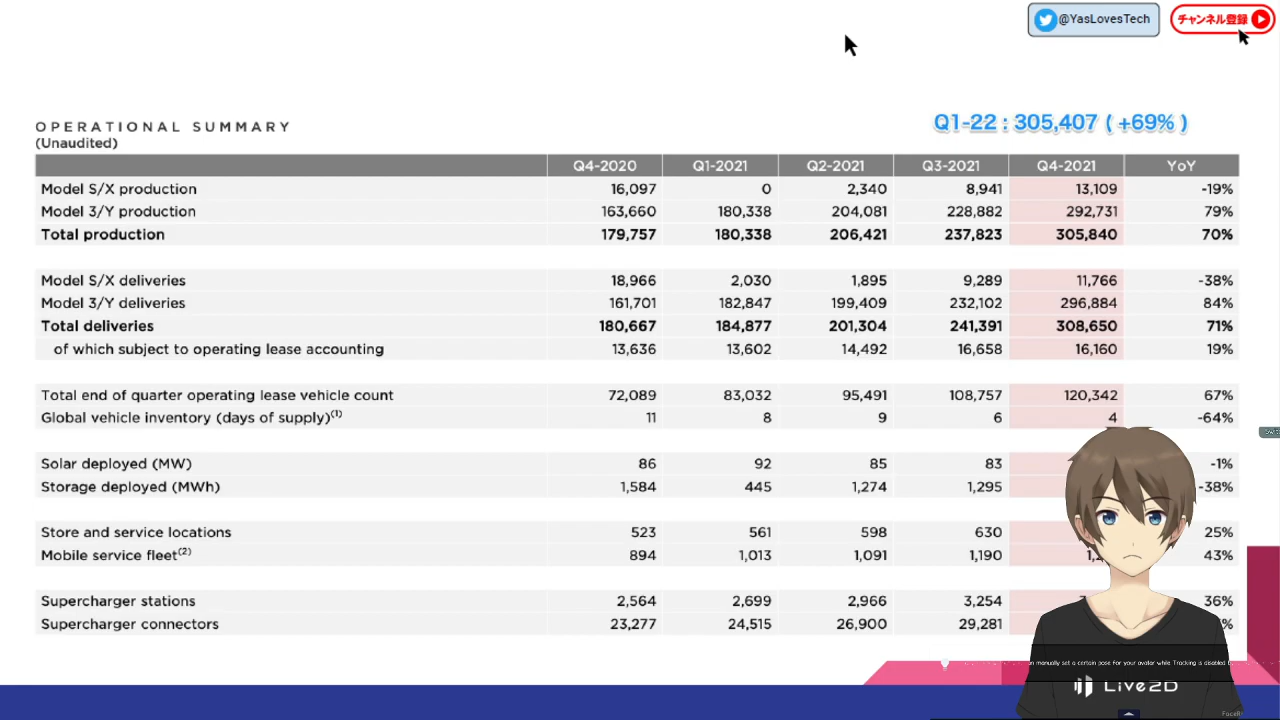 @YasLovesTech
チャンネル登録
OPERATIONAL SUMMARY
(Unaudited)
Q1-22 : 305,407 ( +69% )
Q4-2020 Q1-2021 Q2-2021 Q3-2021 Q4-2021 YoY
Model S/X production 16,097 0 2,340 8,941 13,109 -19%
Model 3/Y production 163,660 180,338 204,081 228,882 292,731 79%
Total production 179,757 180,338 206,421 237,823 305,840 70%
Model S/X deliveries 18,966 2,030 1,895 9,289 11,766 -38%
Model 3/Y deliveries 161,701 182,847 199,409 232,102 296,884 84%
Total deliveries 180,667 184,877 201,304 241,391 308,650 71%
of which subject to operating lease accounting 13,636 13,602 14,492 16,658 16,160 19%
Total end of quarter operating lease vehicle count 72,089 83,032 95,491 108,757 120,342 67%
Global vehicle inventory (days of supply)(1) 11 8 9 6 4 -64%
Solar deployed (MW) 86 92 85 83 -1%
Storage deployed (MWh) 1,584 445 1,274 1,295 -38%
Store and service locations 523 561 598 630 25%
Mobile service fleet(2) 894 1,013 1,091 1,190 43%
Supercharger stations 2,564 2,699 2,966 3,254 36%
Supercharger connectors 23,277 24,515 26,900 29,281
manually set a certain pose for your avatar while Tracking is disabled
Live2D